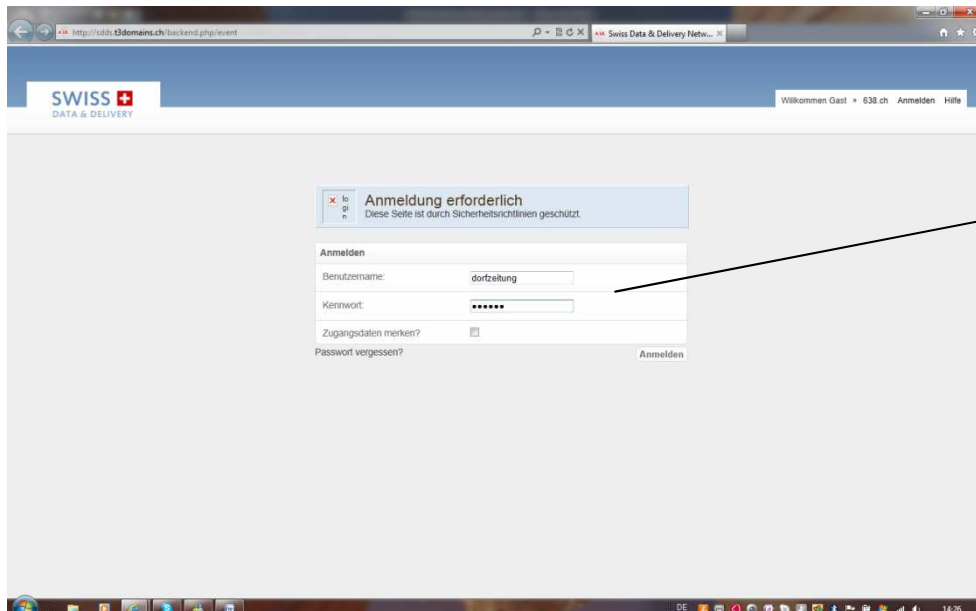 http://sdds.t3domains.ch/backend.php/event
Swiss Data & Delivery Netw...
SWISS
DATA & DELIVERY
Willkommen Gast » 638.ch Anmelden Hilfe
login
Anmeldung erforderlich
Diese Seite ist durch Sicherheitsrichtlinien geschützt.
Anmelden
Benutzername:
dorfzeitung
Kennwort:
••••••
Zugangsdaten merken?
Passwort vergessen?
Anmelden
DE
14:26